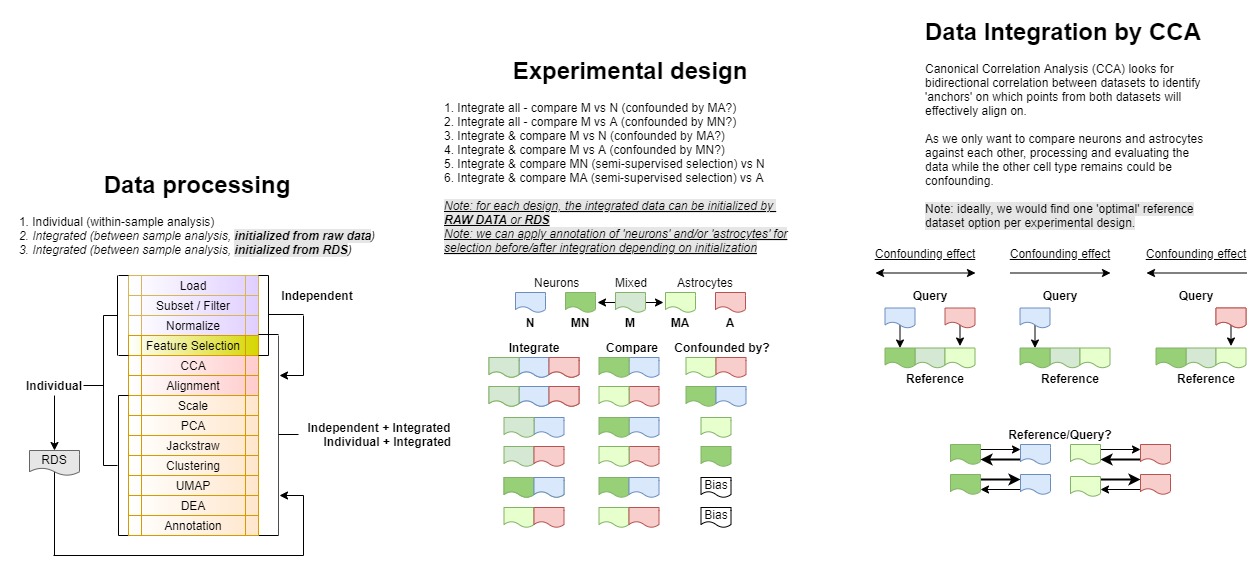 Data processing
1. Individual (within-sample analysis)
2. Integrated (between sample analysis, initialized from raw data)
3. Integrated (between sample analysis, initialized from RDS)
Load
Subset / Filter
Normalize
Feature Selection
CCA
Alignment
Scale
PCA
Jackstraw
Clustering
UMAP
DEA
Annotation
Independent
Individual
RDS
Independent + Integrated
Individual + Integrated
Experimental design
1. Integrate all - compare M vs N (confounded by MA?)
2. Integrate all - compare M vs A (confounded by MN?)
3. Integrate & compare M vs N (confounded by MA?)
4. Integrate & compare M vs A (confounded by MN?)
5. Integrate & compare MN (semi-supervised selection) vs N
6. Integrate & compare MA (semi-supervised selection) vs A
Note: for each design, the integrated data can be initialized by
RAW DATA or RDS
Note: we can apply annotation of 'neurons' and/or 'astrocytes' for
selection before/after integration depending on initialization
Neurons Mixed Astrocytes
N MN M MA A
Integrate Compare Confounded by?
Bias
Bias
Data Integration by CCA
Canonical Correlation Analysis (CCA) looks for
bidirectional correlation between datasets to identify
'anchors' on which points from both datasets will
effectively align on.
As we only want to compare neurons and astrocytes
against each other, processing and evaluating the
data while the other cell type remains could be
confounding.
Note: ideally, we would find one 'optimal' reference
dataset option per experimental design.
Confounding effect Confounding effect Confounding effect
Query Query Query
Reference Reference Reference
Reference/Query?